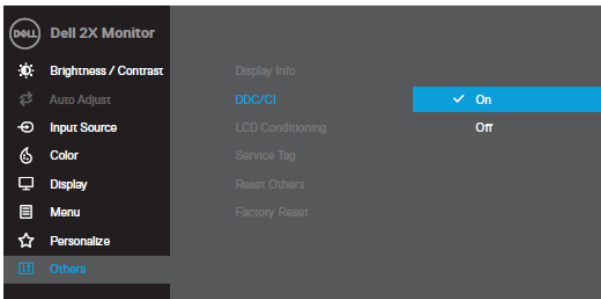 DELL Dell 2X Monitor
Brightness / Contrast
Auto Adjust
Input Source
Color
Display
Menu
Personalize
Others
Display Info
DDC/CI
LCD Conditioning
Service Tag
Reset Others
Factory Reset
On
Off